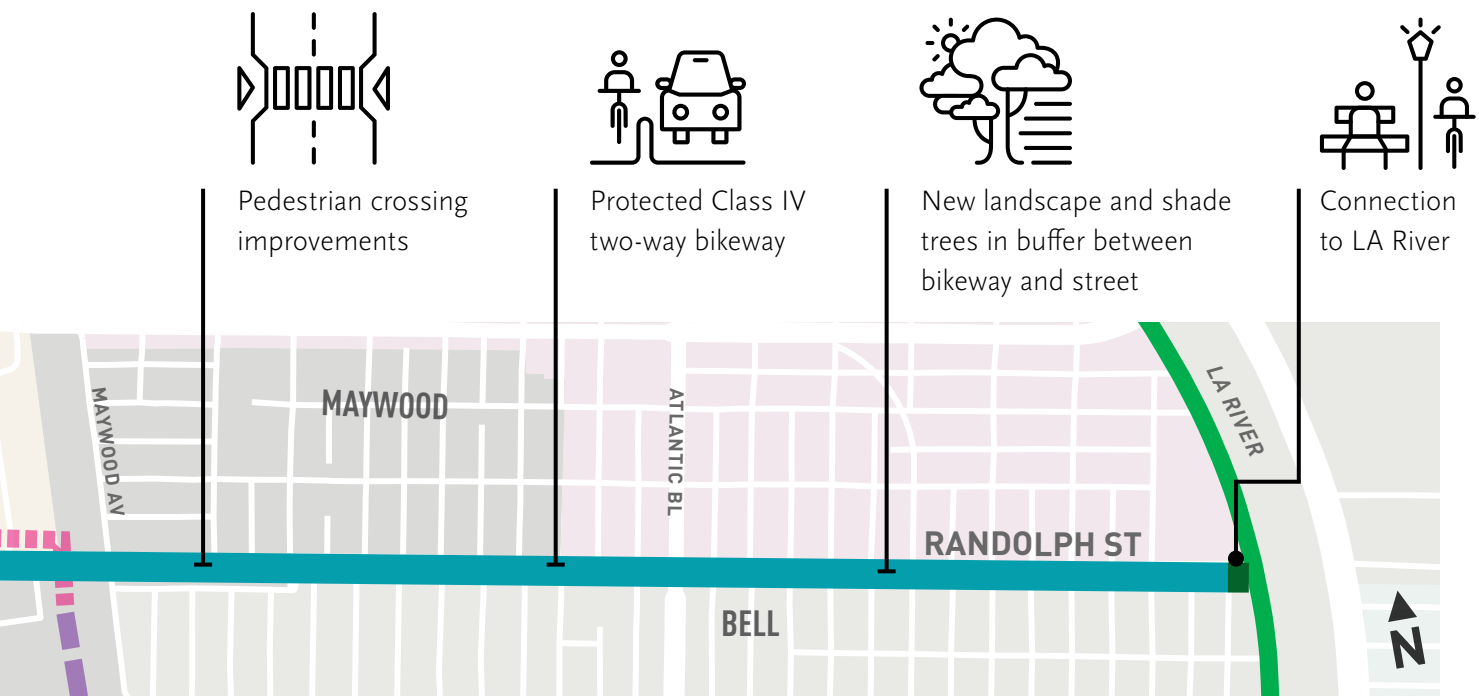 Pedestrian crossing
improvements
Protected Class IV
two-way bikeway
New landscape and shade
trees in buffer between
bikeway and street
Connection
to LA River
MAYWOOD AV
MAYWOOD
ATLANTIC BL
LA RIVER
RANDOLPH ST
BELL
N